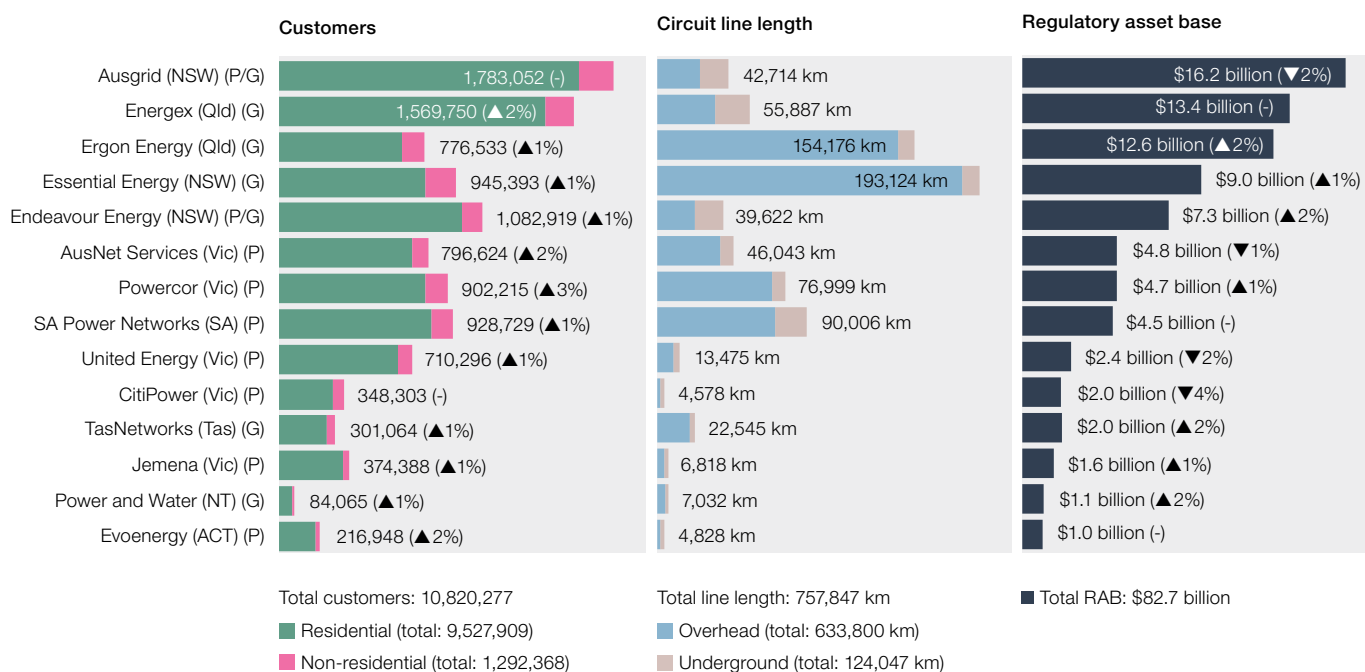 Customers Circuit line length Regulatory asset base
Ausgrid (NSW) (P/G) 1,783,052 (-) 42,714 km $16.2 billion (▼2%)
Energex (Qld) (G) 1,569,750 (▲2%) 55,887 km $13.4 billion (-)
Ergon Energy (Qld) (G) 776,533 (▲1%) 154,176 km $12.6 billion (▲2%)
Essential Energy (NSW) (G) 945,393 (▲1%) 193,124 km $9.0 billion (▲1%)
Endeavour Energy (NSW) (P/G) 1,082,919 (▲1%) 39,622 km $7.3 billion (▲2%)
AusNet Services (Vic) (P) 796,624 (▲2%) 46,043 km $4.8 billion (▼1%)
Powercor (Vic) (P) 902,215 (▲3%) 76,999 km $4.7 billion (▲1%)
SA Power Networks (SA) (P) 928,729 (▲1%) 90,006 km $4.5 billion (-)
United Energy (Vic) (P) 710,296 (▲1%) 13,475 km $2.4 billion (▼2%)
CitiPower (Vic) (P) 348,303 (-) 4,578 km $2.0 billion (▼4%)
TasNetworks (Tas) (G) 301,064 (▲1%) 22,545 km $2.0 billion (▲2%)
Jemena (Vic) (P) 374,388 (▲1%) 6,818 km $1.6 billion (▲1%)
Power and Water (NT) (G) 84,065 (▲1%) 7,032 km $1.1 billion (▲2%)
Evoenergy (ACT) (P) 216,948 (▲2%) 4,828 km $1.0 billion (-)
Total customers: 10,820,277 Total line length: 757,847 km Total RAB: $82.7 billion
Residential (total: 9,527,909) Overhead (total: 633,800 km)
Non-residential (total: 1,292,368) Underground (total: 124,047 km)